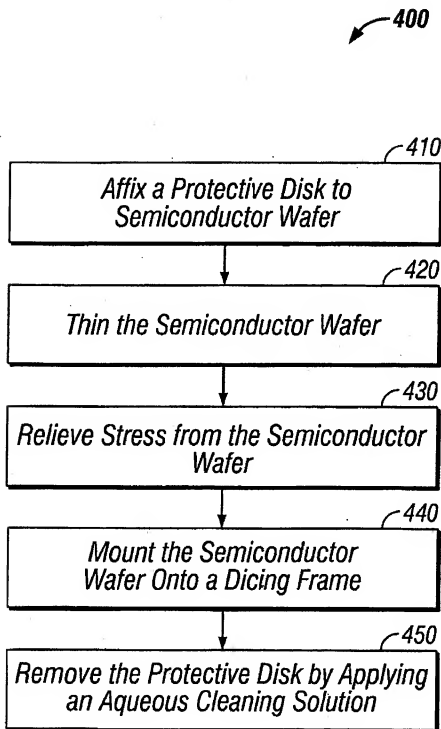 400
410
Affix a Protective Disk to
Semiconductor Wafer
420
Thin the Semiconductor Wafer
430
Relieve Stress from the Semiconductor
Wafer
440
Mount the Semiconductor
Wafer Onto a Dicing Frame
450
Remove the Protective Disk by Applying
an Aqueous Cleaning Solution